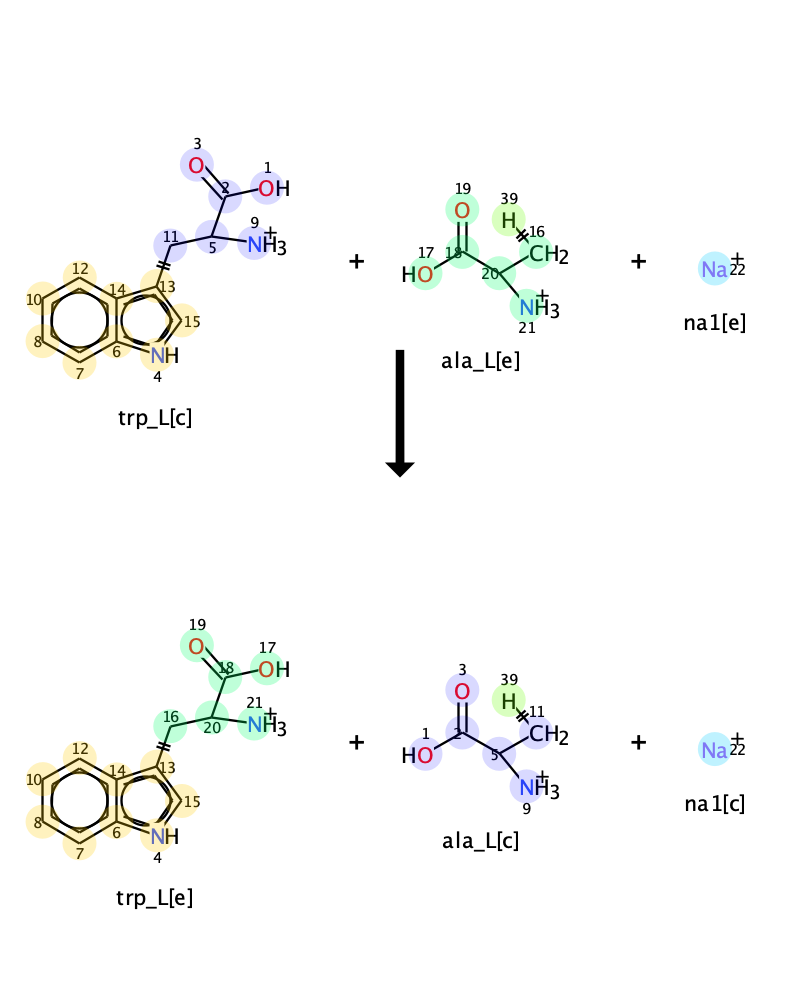 3
1
O
2
OH
9
11
5
NH3+
12
13
10
14
15
8
6
NH
7
4
trp_L[c]
+
19
39
O
H
16
17
18
CH2
HO
20
NH3+
21
ala_L[e]
+
Na+
22
na1[e]
19
17
O
18
OH
21
16
20
NH3+
12
13
10
14
15
8
6
NH
7
4
trp_L[e]
+
3
39
O
H
11
1
2
CH2
HO
5
NH3+
9
ala_L[c]
+
Na+
22
na1[c]